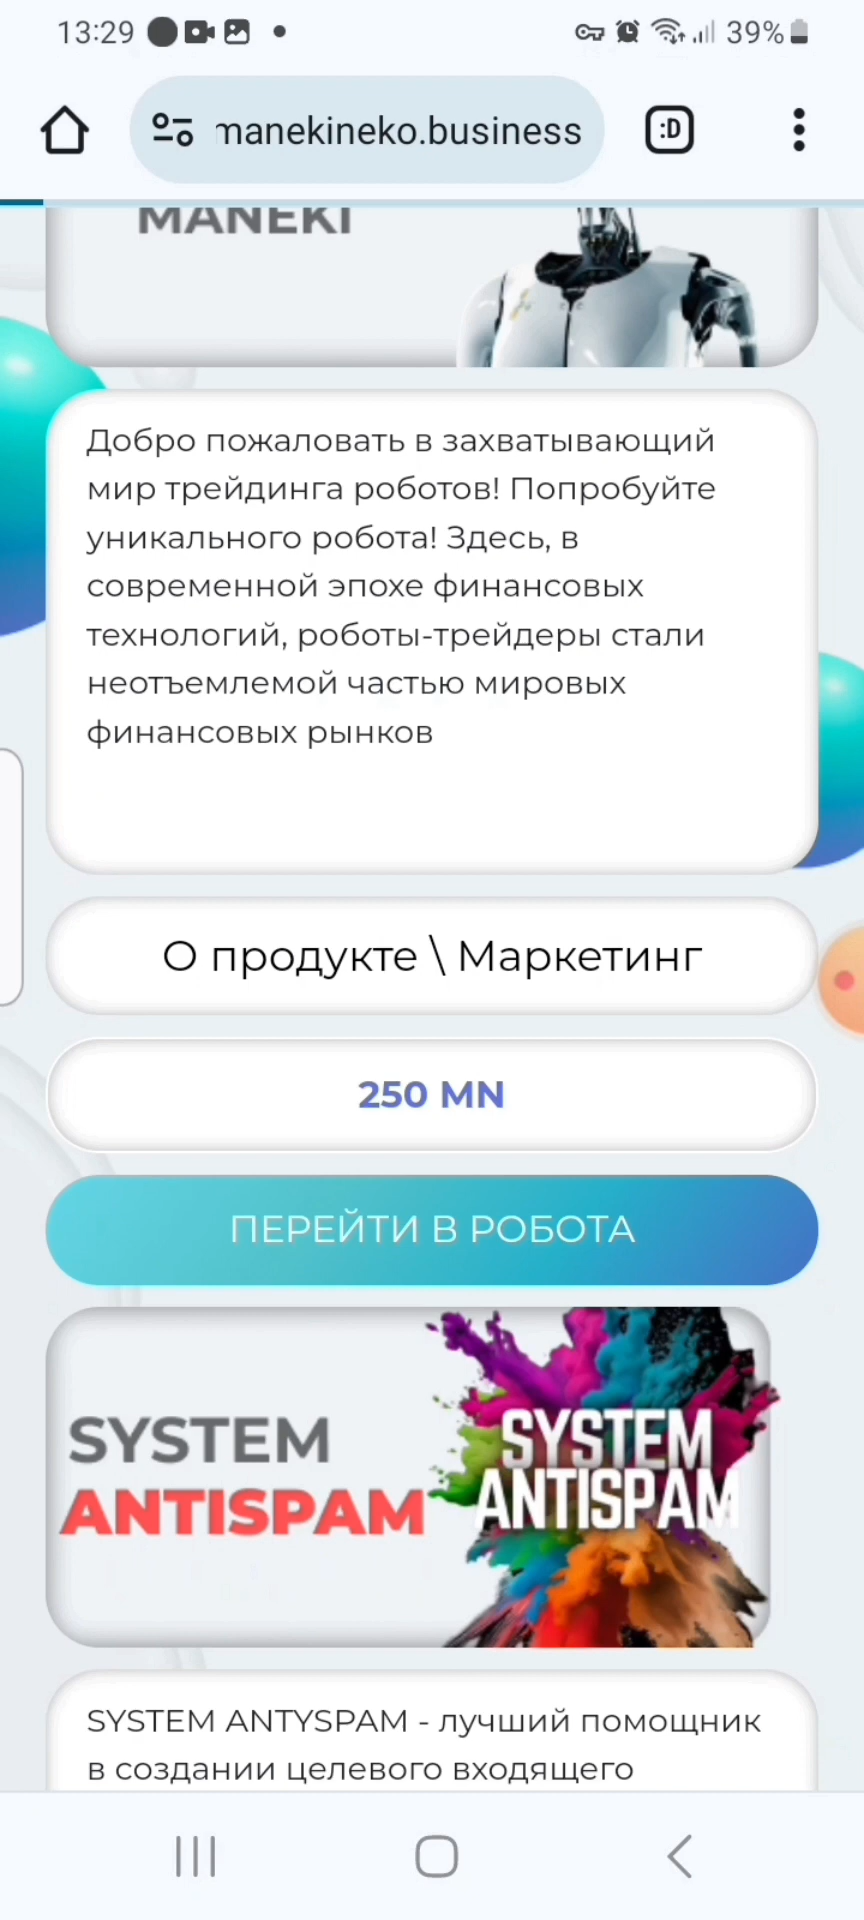 13:29
39%
manekineko.business
:D
MANEKI
Добро пожаловать в захватывающий
мир трейдинга роботов! Попробуйте
уникального робота! Здесь, в
современной эпохе финансовых
технологий, роботы-трейдеры стали
неотъемлемой частью мировых
финансовых рынков
О продукте \ Маркетинг
250 MN
ПЕРЕЙТИ В РОБОТА
SYSTEM
ANTISPAM
SYSTEM
ANTISPAM
SYSTEM ANTYSPAM - лучший помощник
в создании целевого входящего